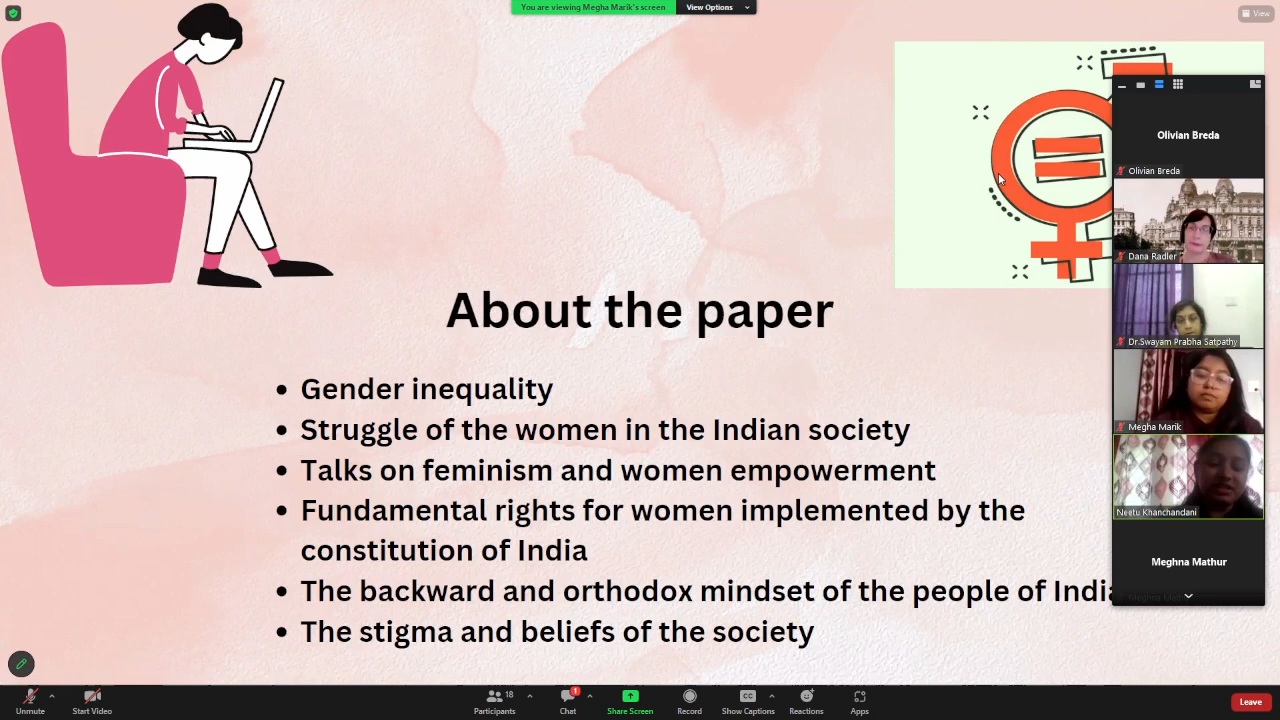 You are viewing Megha Marik's screen
View Options
View
Olivian Breda
Olivian Breda
Dana Radler
Dr.Swayam Prabha Satpathy
Megha Marik
Neetu Khanchandani
Meghna Mathur
About the paper
• Gender inequality
• Struggle of the women in the Indian society
• Talks on feminism and women empowerment
• Fundamental rights for women implemented by the
constitution of India
• The backward and orthodox mindset of the people of India
• The stigma and beliefs of the society
Unmute
Start Video
Participants
18
Chat
1
Share Screen
Record
CC
Show Captions
Reactions
Apps
Leave